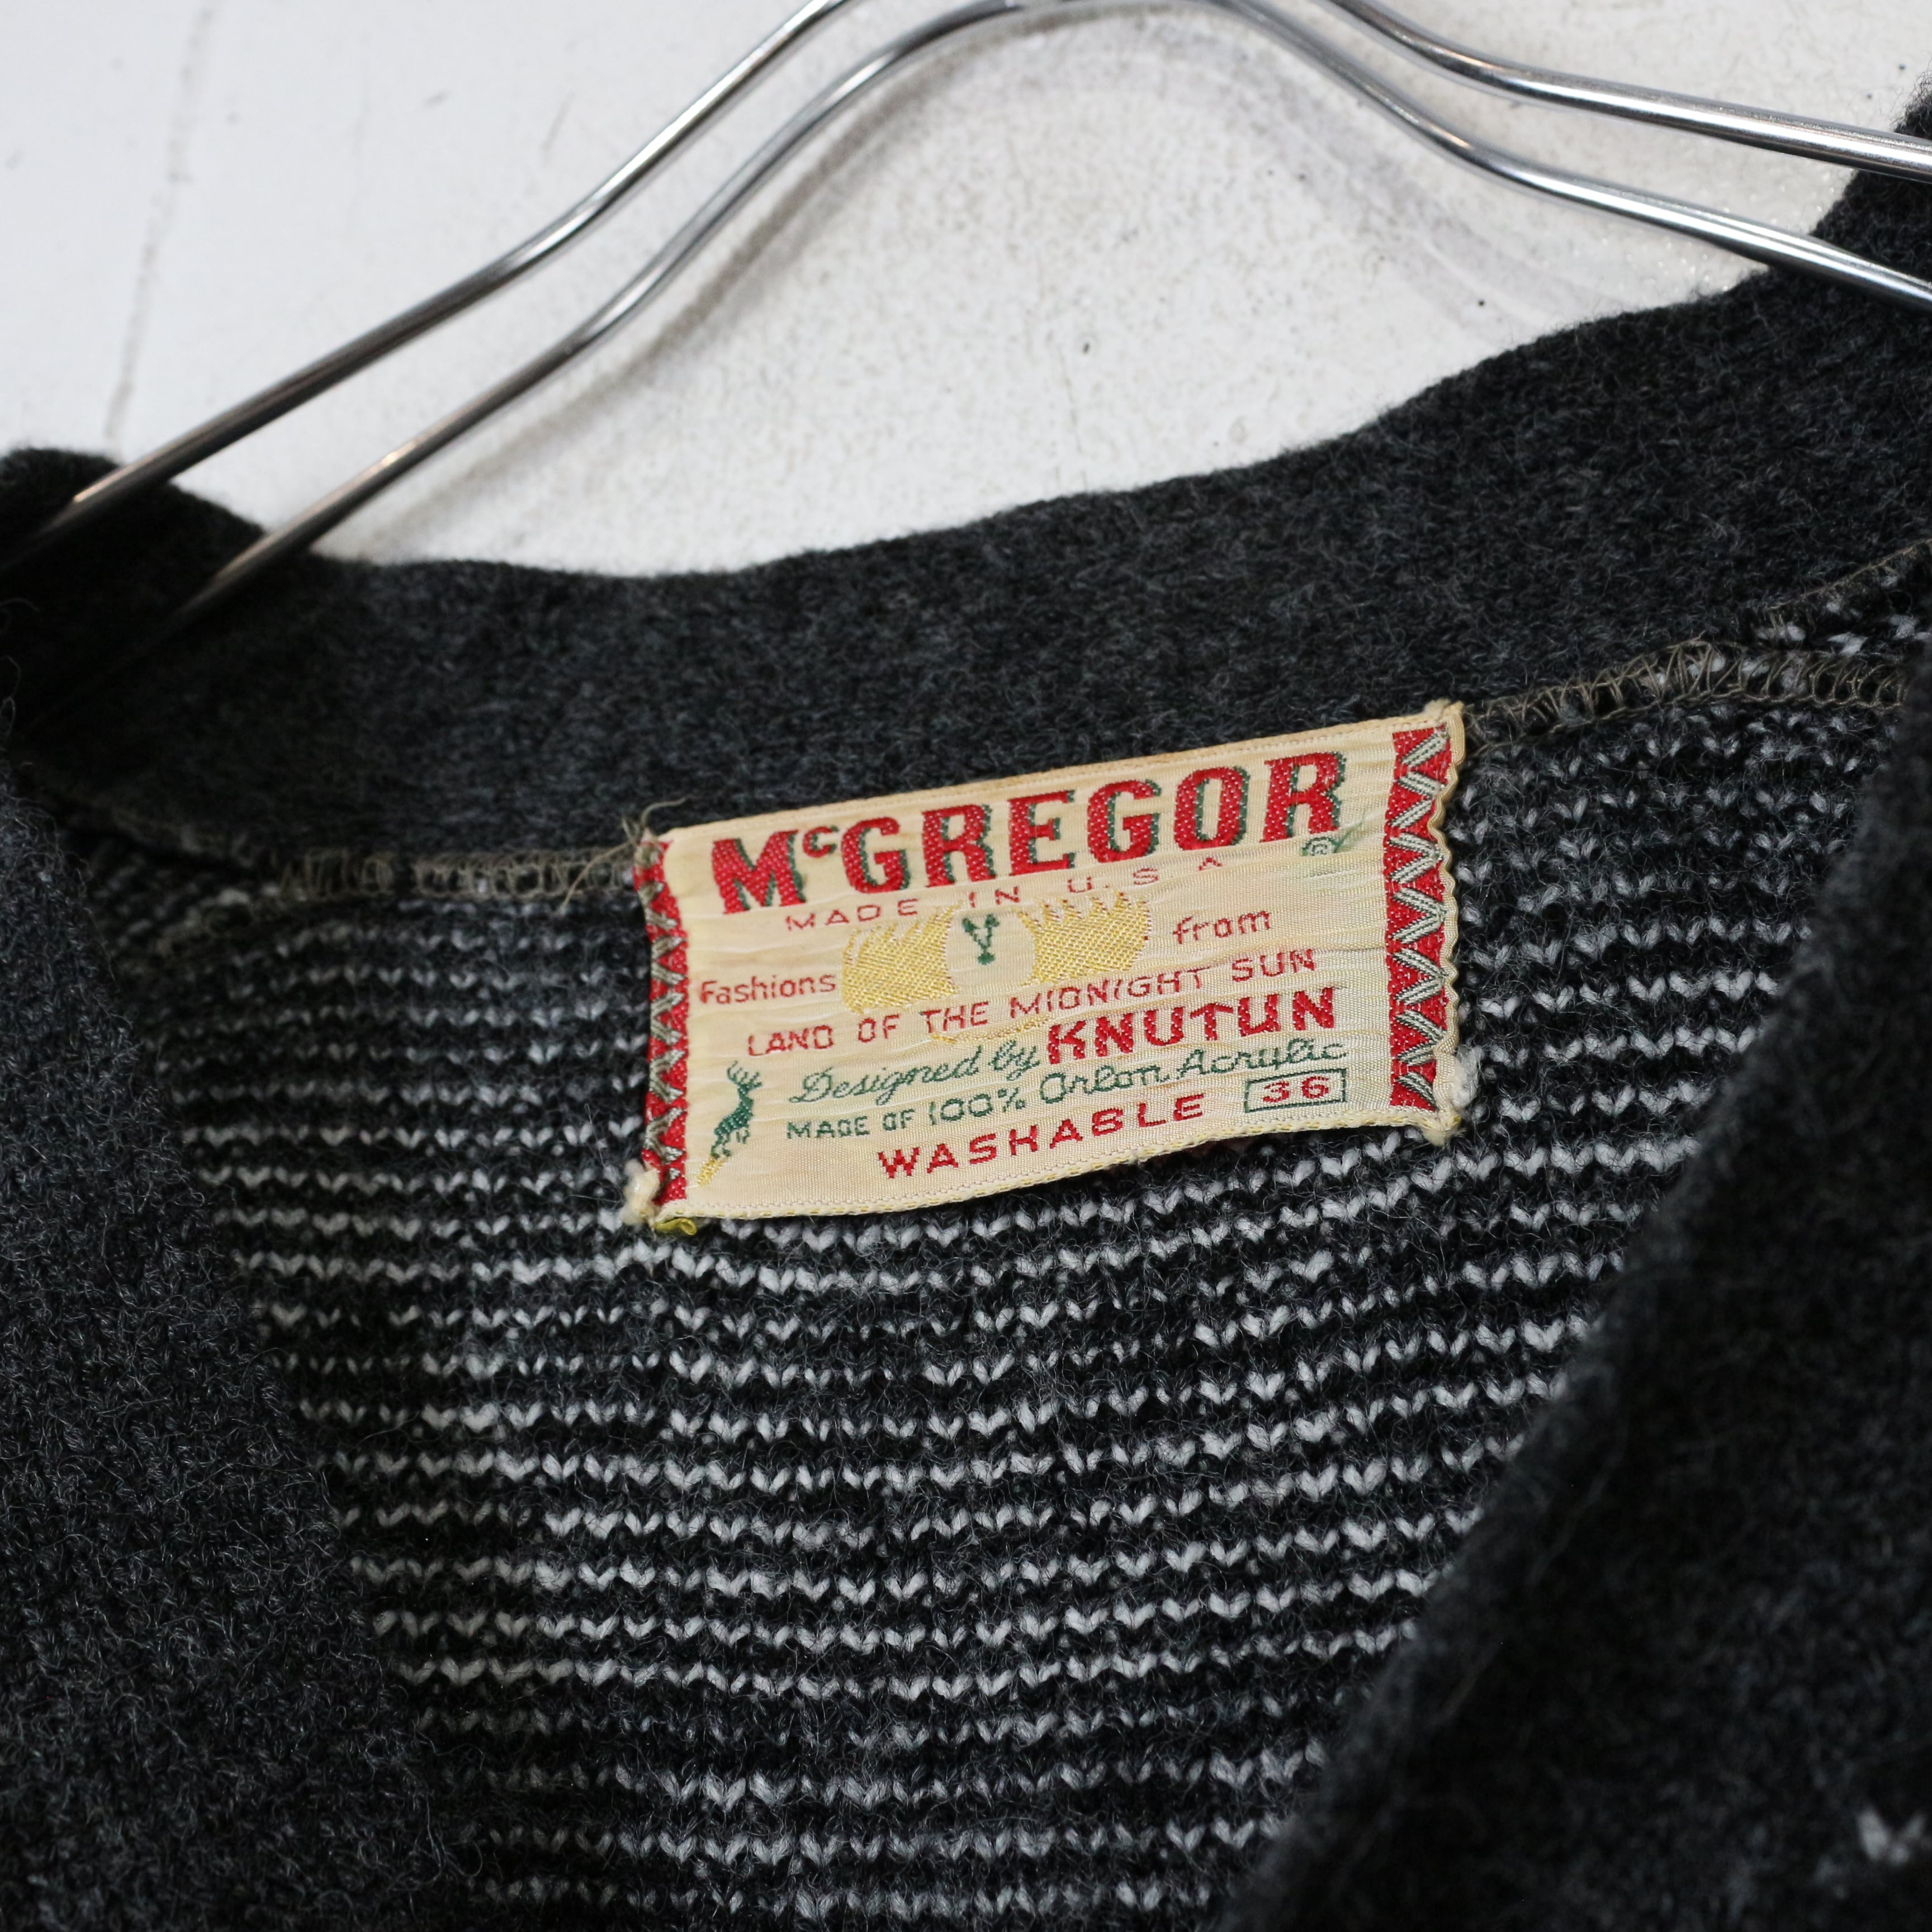 McGREGOR ®
MADE IN U.S.A
Fashions from
LAND OF THE MIDNIGHT SUN
Designed by KNUTUN
MADE OF 100% Orlon Acrylic
WASHABLE 36